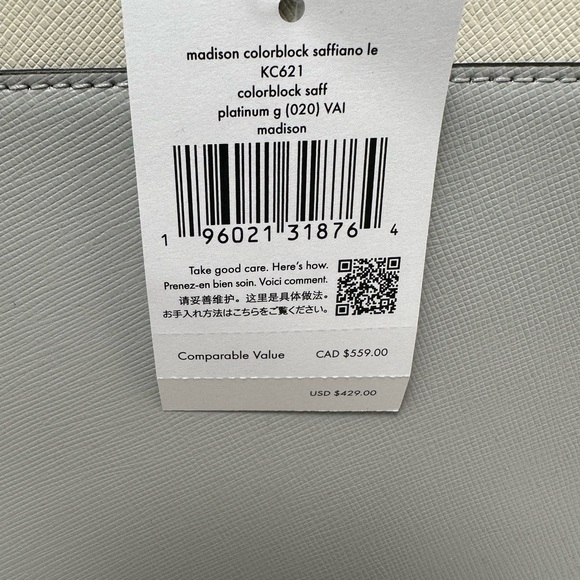 madison colorblock saffiano le
KC621
colorblock saff
platinum g (020) VAI
madison
1 96021 31876 4
Take good care. Here's how.
Prenez-en bien soin. Voici comment.
请妥善维护。这里是具体做法。
お手入れ方法はこちらをご覧ください。
Comparable Value CAD $559.00
USD $429.00